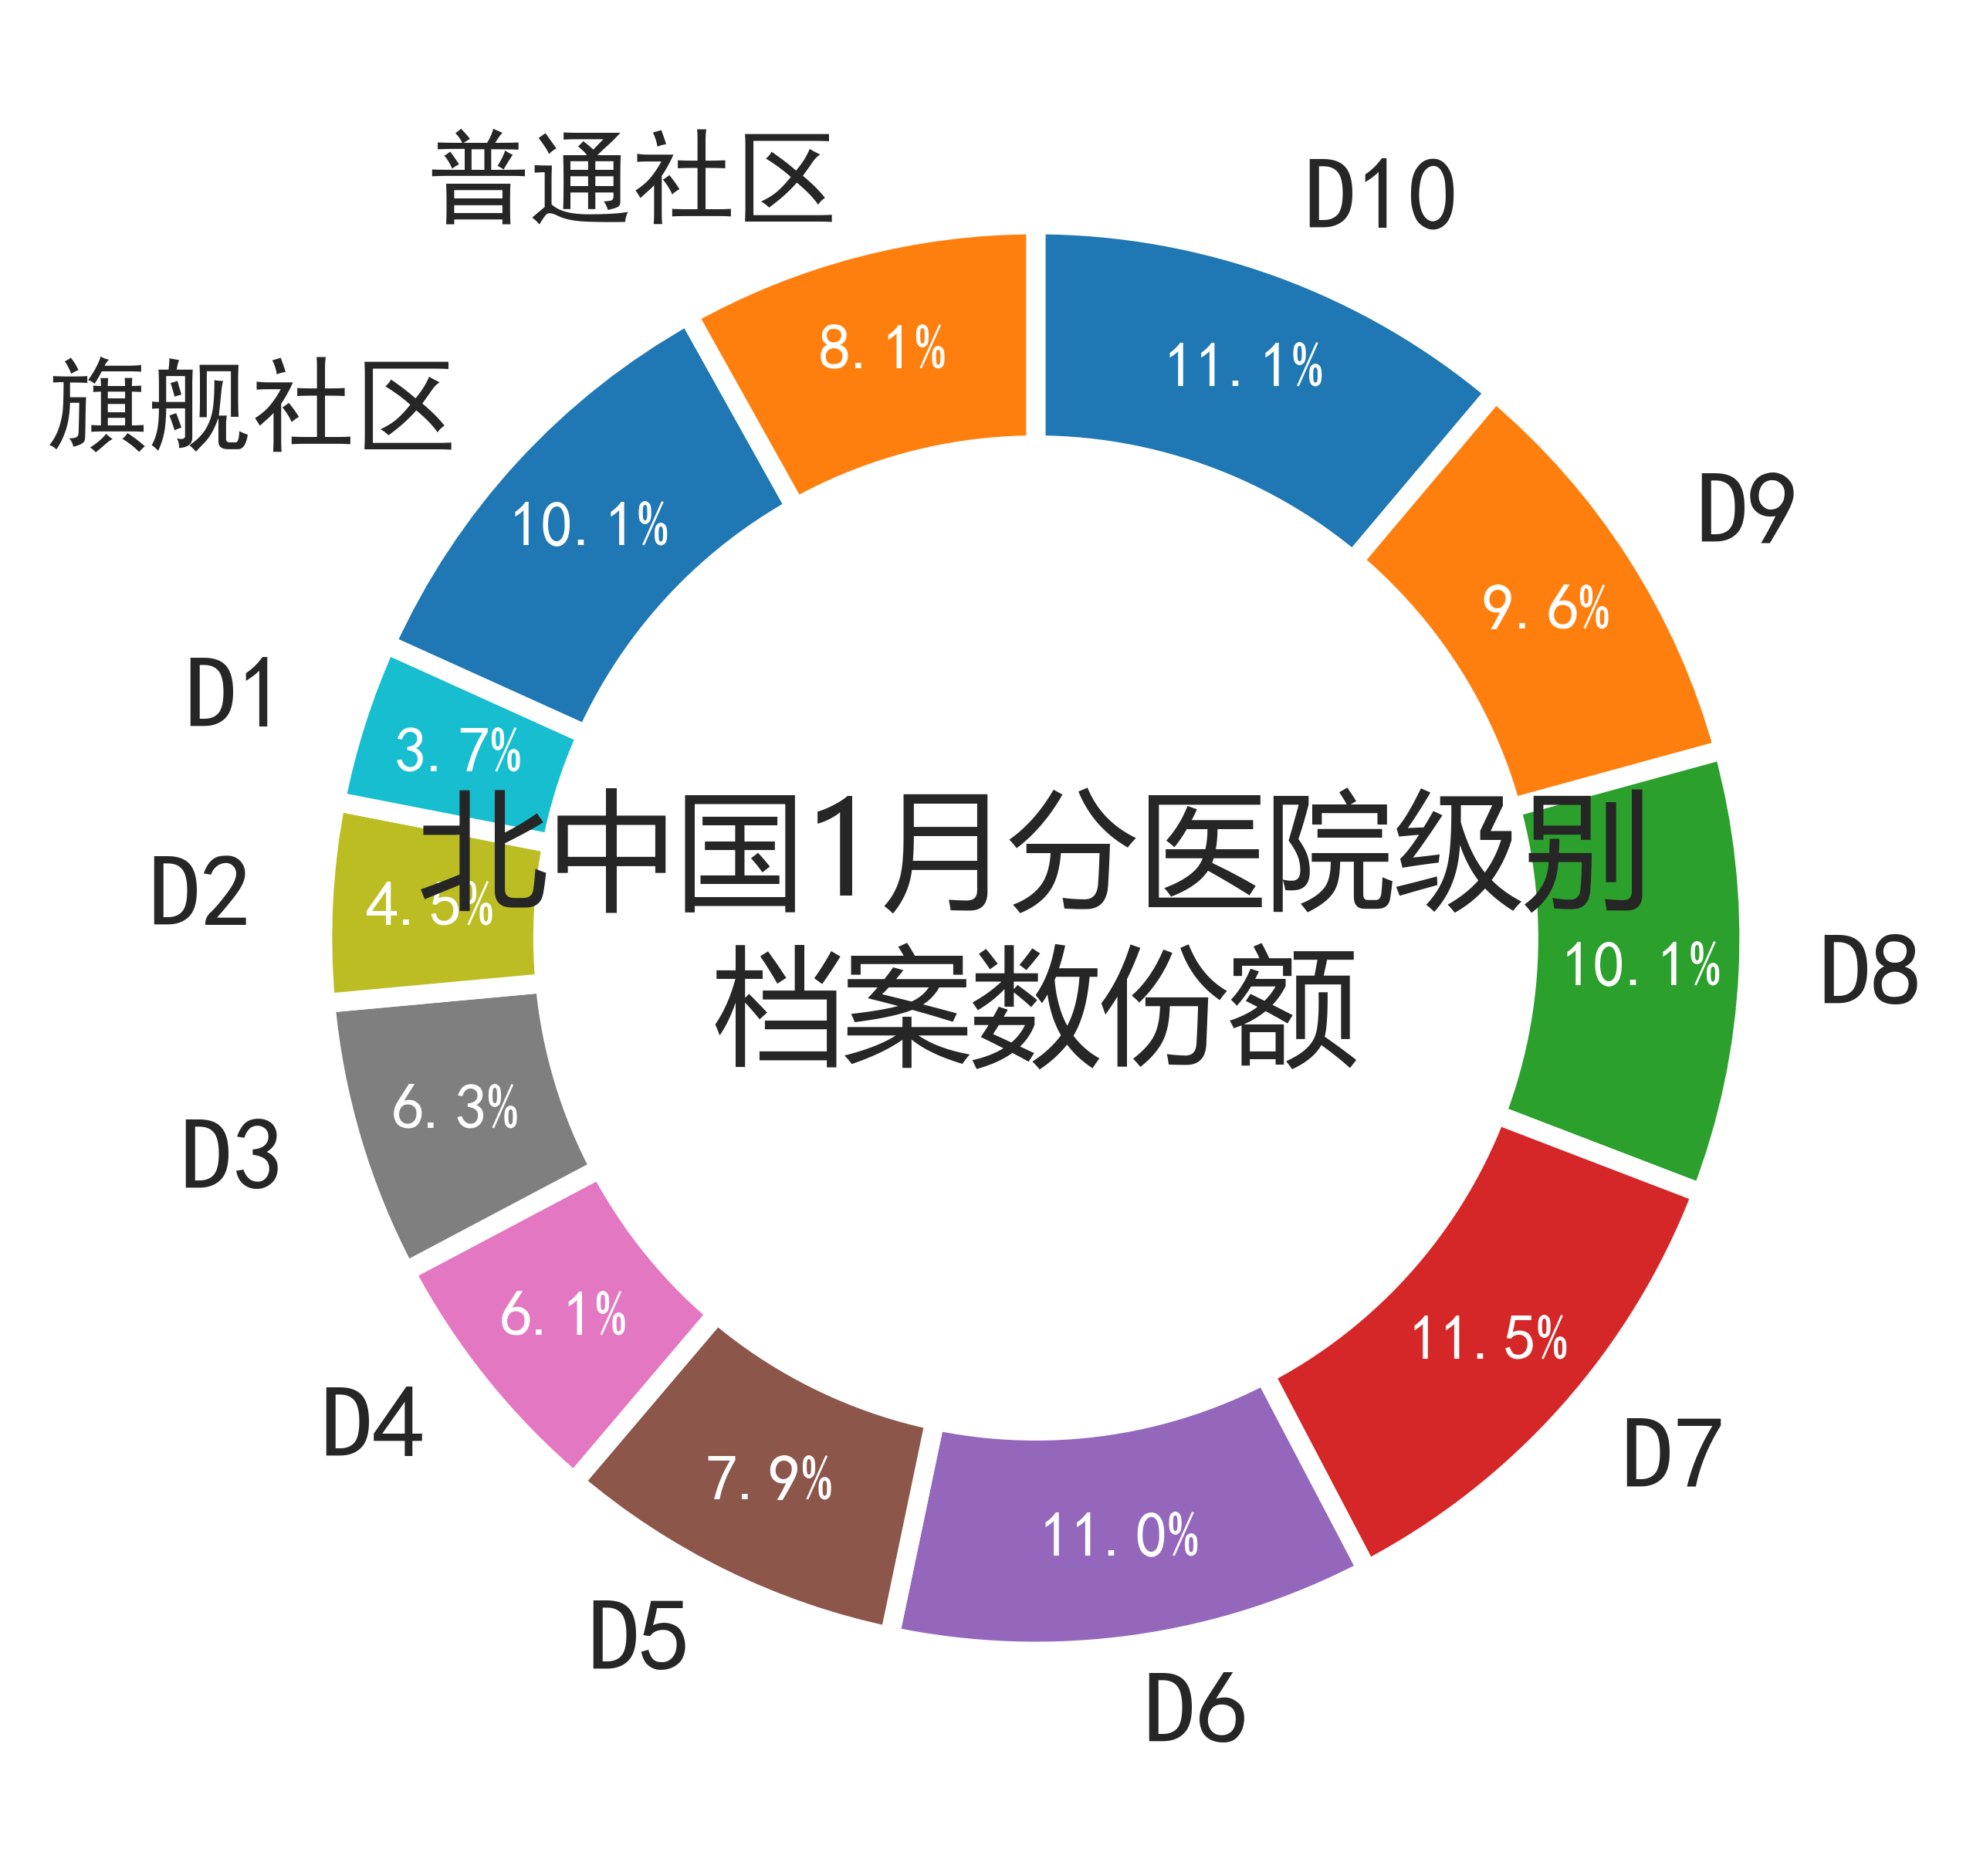 普通社区
D10
8.1%
11.1%
旗舰社区
D9
10.1%
9.6%
D1
3.7%
北中国1月分医院级别
档案数份额
D2
4.5%
10.1%
D8
6.3%
D3
6.1%
11.5%
D4
D7
7.9%
11.0%
D5
D6